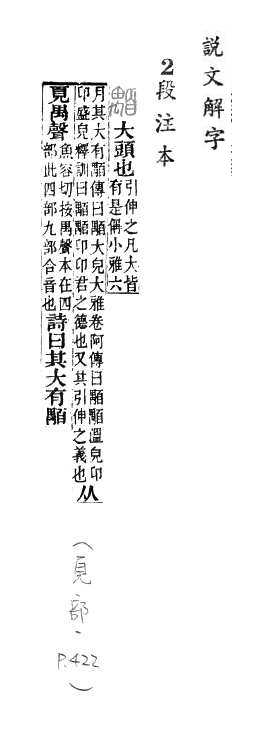 說文解字
2段注本
顒 大頭也 引伸之凡大皆
有是偁小雅六
月其大有顒傳曰顒大皃大雅卷阿傳曰顒顒溫皃卬
卬盛皃釋訓曰顒顒卬卬君之德也又其引伸之義也 从
頁禺聲 魚容切按禺聲本在四
部此四部九部合音也 詩曰其大有顒
(頁部、P.422)